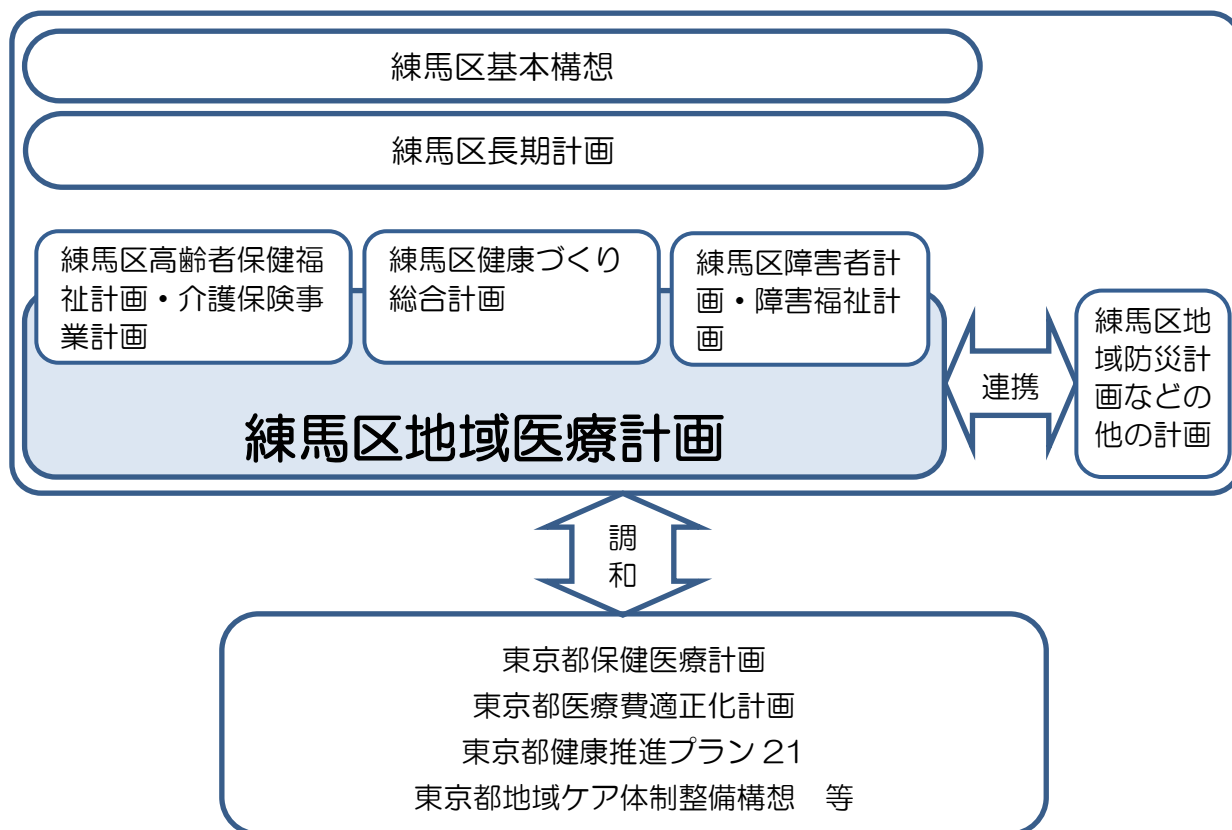 練馬区基本構想
練馬区長期計画
練馬区高齢者保健福
祉計画・介護保険事
業計画
練馬区健康づくり
総合計画
練馬区障害者計
画・障害福祉計
画
練馬区地域医療計画
連携
練馬区地
域防災計
画などの
他の計画
調
和
東京都保健医療計画
東京都医療費適正化計画
東京都健康推進プラン 21
東京都地域ケア体制整備構想　等